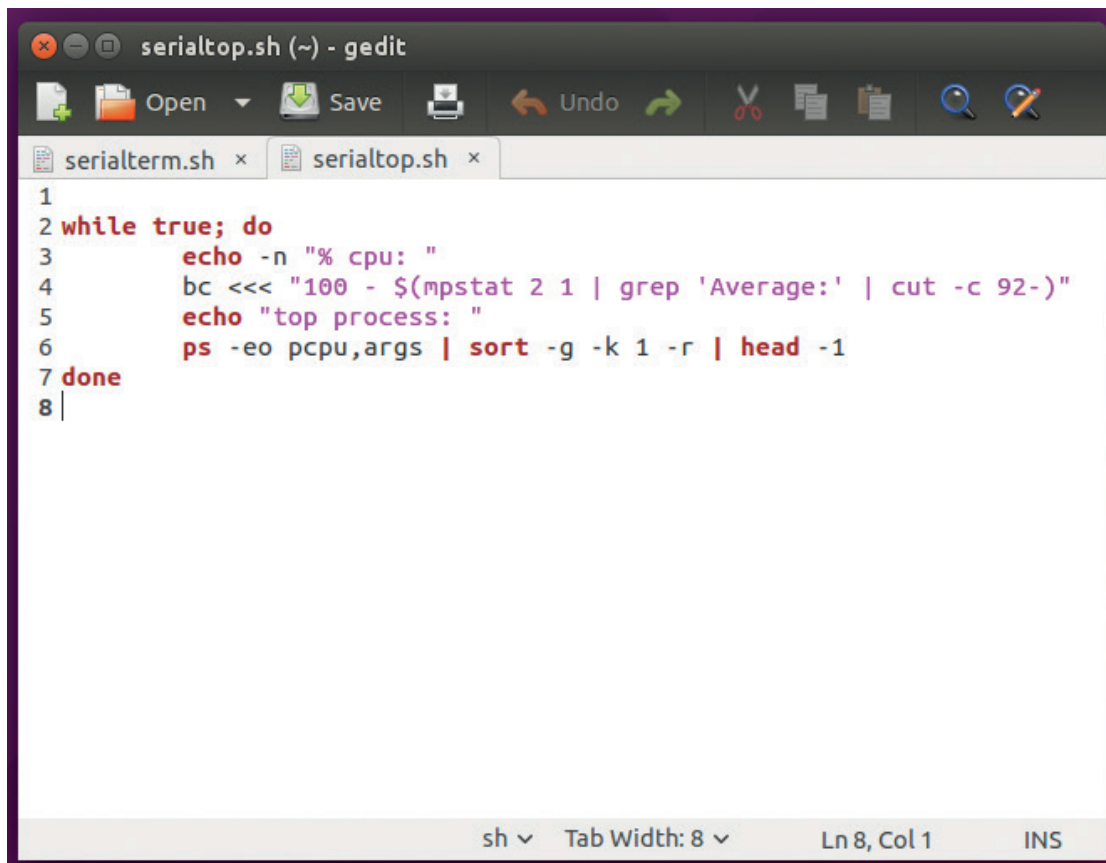 serialtop.sh (~) - gedit
Open Save Undo
serialterm.sh × serialtop.sh ×
1
2 while true; do
3         echo -n "% cpu: "
4         bc <<< "100 - $(mpstat 2 1 | grep 'Average:' | cut -c 92-)"
5         echo "top process: "
6         ps -eo pcpu,args | sort -g -k 1 -r | head -1
7 done
8
sh Tab Width: 8 Ln 8, Col 1 INS